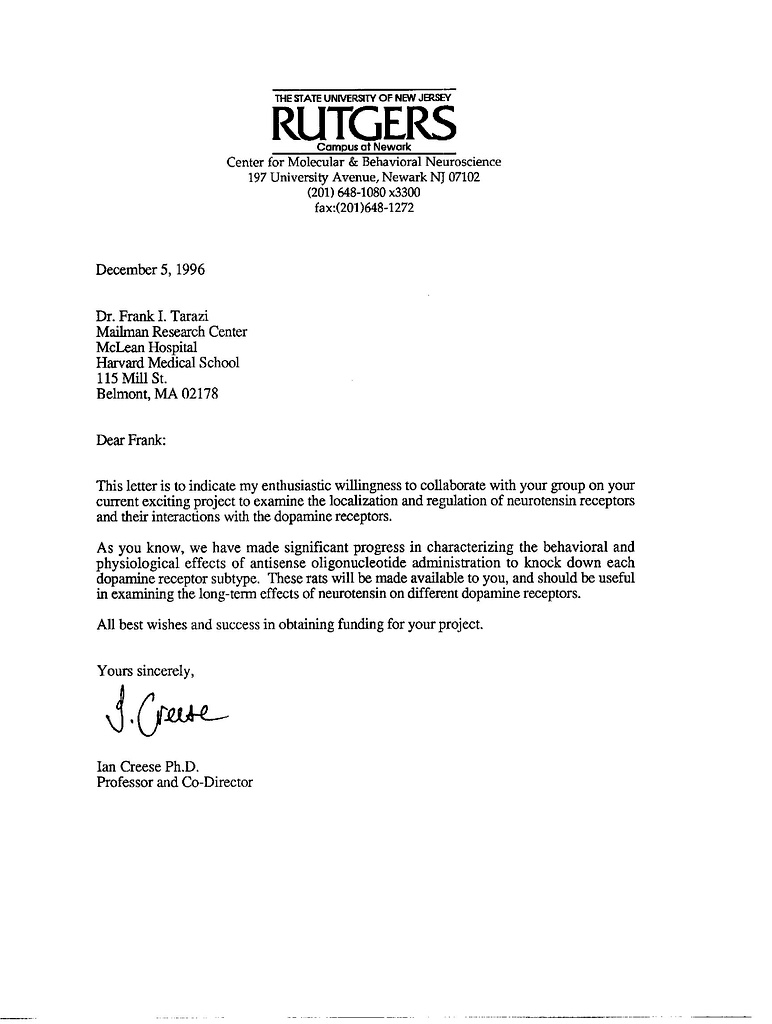 THE STATE UNIVERSITY OF NEW JERSEY
RUTGERS
Campus at Newark
Center for Molecular & Behavioral Neuroscience
197 University Avenue, Newark NJ 07102
(201) 648-1080 x3300
fax:(201)648-1272
December 5, 1996
Dr. Frank I. Tarazi
Mailman Research Center
McLean Hospital
Harvard Medical School
115 Mill St.
Belmont, MA 02178
Dear Frank:
This letter is to indicate my enthusiastic willingness to collaborate with your group on your
current exciting project to examine the localization and regulation of neurotensin receptors
and their interactions with the dopamine receptors.
As you know, we have made significant progress in characterizing the behavioral and
physiological effects of antisense oligonucleotide administration to knock down each
dopamine receptor subtype. These rats will be made available to you, and should be useful
in examining the long-term effects of neurotensin on different dopamine receptors.
All best wishes and success in obtaining funding for your project.
Yours sincerely,
I. Creese
Ian Creese Ph.D.
Professor and Co-Director